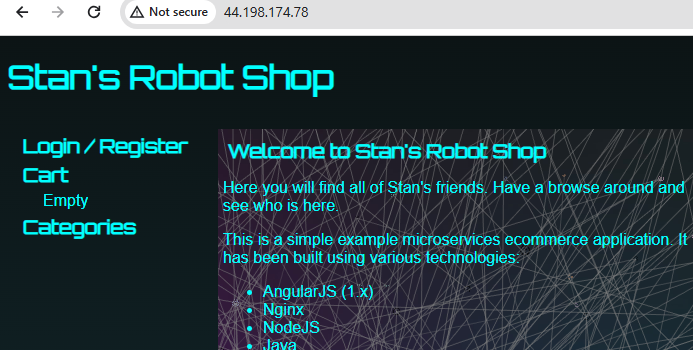 Not secure 44.198.174.78
Stan's Robot Shop
Login / Register
Cart
Empty
Categories
Welcome to Stan's Robot Shop
Here you will find all of Stan's friends. Have a browse around and
see who is here.
This is a simple example microservices ecommerce application. It
has been built using various technologies:
AngularJS (1.x)
Nginx
NodeJS
Java